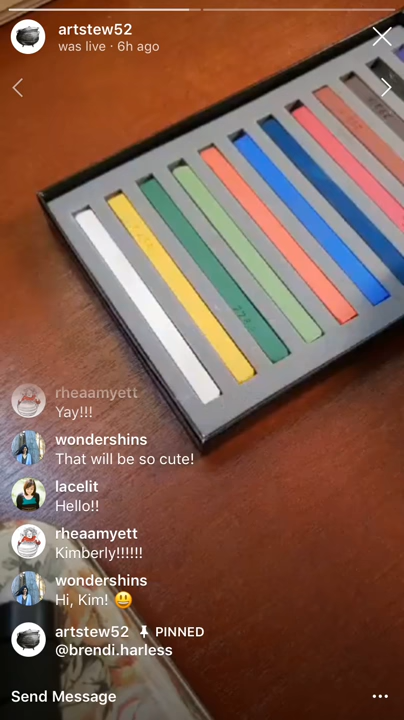 artstew52
was live · 6h ago
rheaamyett
Yay!!!
wondershins
That will be so cute!
lacelit
Hello!!
rheaamyett
Kimberly!!!!!!
wondershins
Hi, Kim! 😃
artstew52 📌 PINNED
@brendi.harless
Send Message